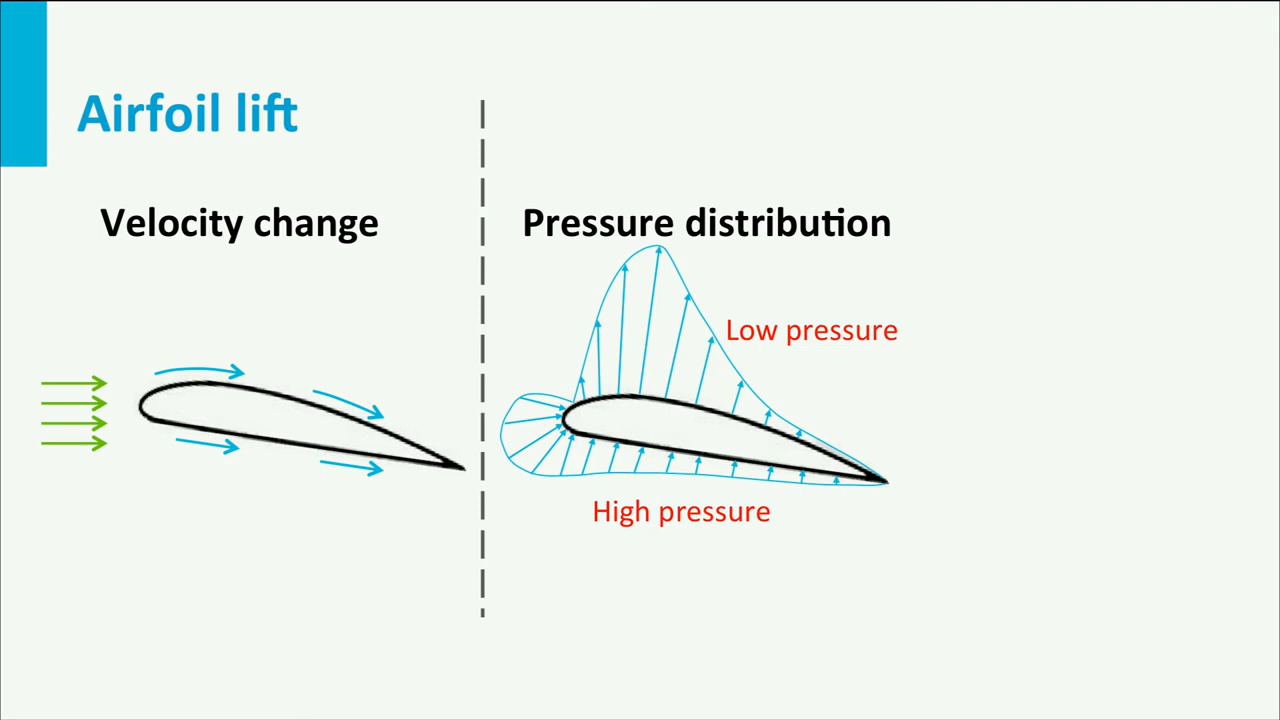 Airfoil lift
Velocity change
Pressure distribution
Low pressure
High pressure